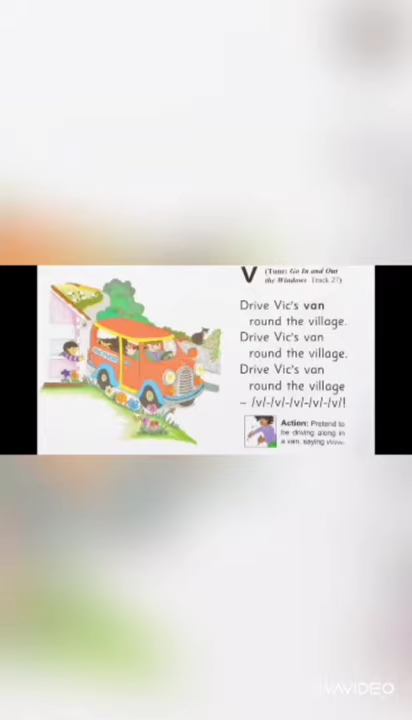 v (Tune: Go In and Out
the Windows Track 27)
Drive Vic's van
round the village.
Drive Vic's van
round the village.
Drive Vic's van
round the village
– /v/-/v/-/v/-/v/-/v/!
Action: Pretend to
be driving along in
a van, saying vvvv.
VAVIDEO